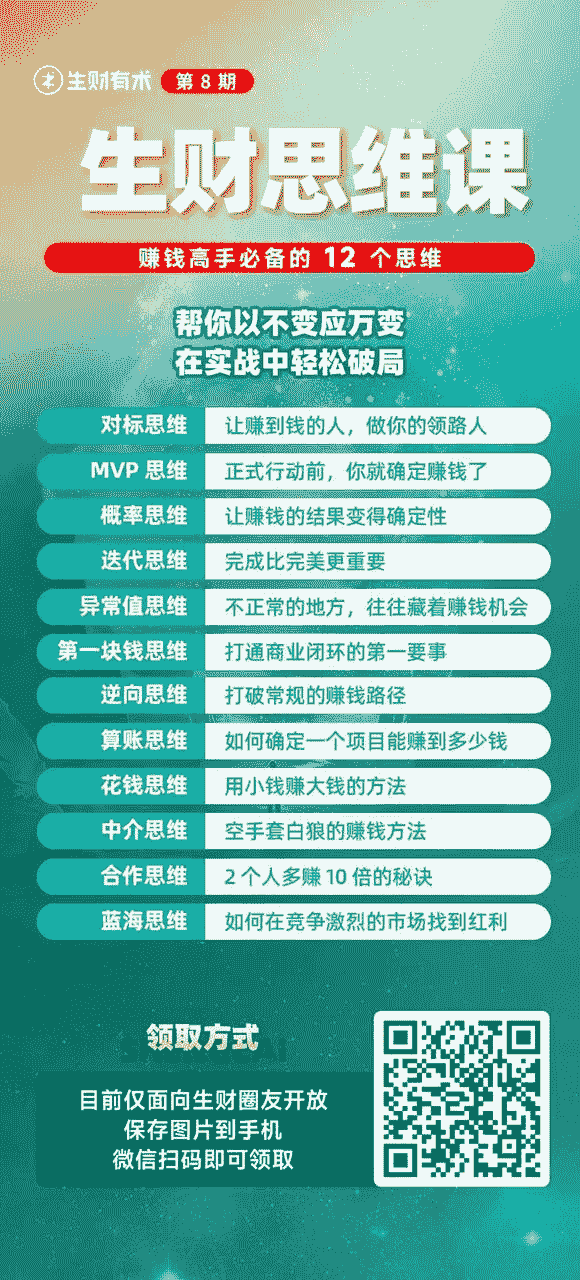 生财有术 第 8 期
生财思维课
赚钱高手必备的 12 个思维
帮你以不变应万变
在实战中轻松破局
对标思维 让赚到钱的人，做你的领路人
MVP 思维 正式行动前，你就确定赚钱了
概率思维 让赚钱的结果变得确定性
迭代思维 完成比完美更重要
异常值思维 不正常的地方，往往藏着赚钱机会
第一块钱思维 打通商业闭环的第一要事
逆向思维 打破常规的赚钱路径
算账思维 如何确定一个项目能赚到多少钱
花钱思维 用小钱赚大钱的方法
中介思维 空手套白狼的赚钱方法
合作思维 2 个人多赚 10 倍的秘诀
蓝海思维 如何在竞争激烈的市场找到红利
领取方式
目前仅面向生财圈友开放
保存图片到手机
微信扫码即可领取